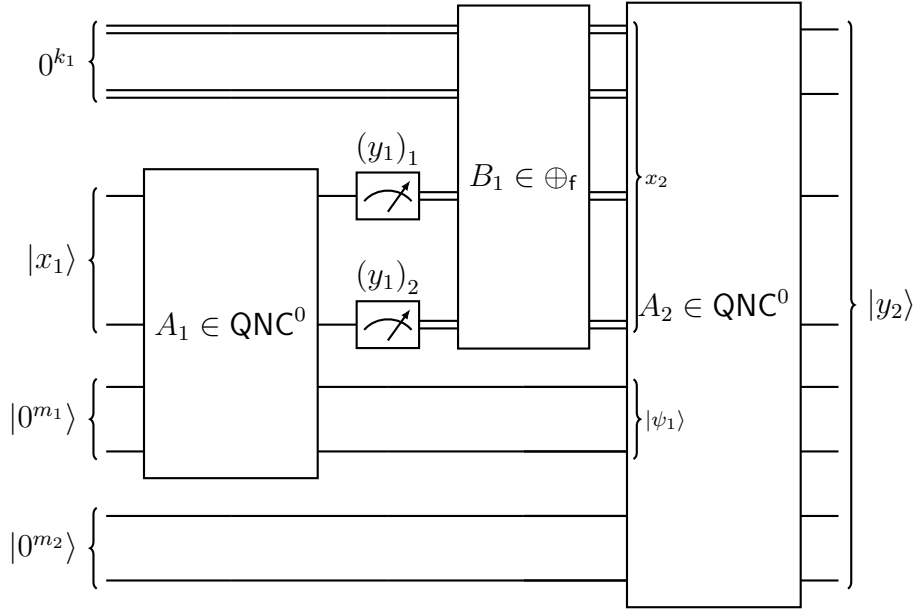 0^{k_1}
(y_1)_1
B_1 ∈ ⊕_f
x_2
|x_1⟩
(y_1)_2
A_1 ∈ QNC^0
A_2 ∈ QNC^0
|y_2⟩
|0^{m_1}⟩
|ψ_1⟩
|0^{m_2}⟩